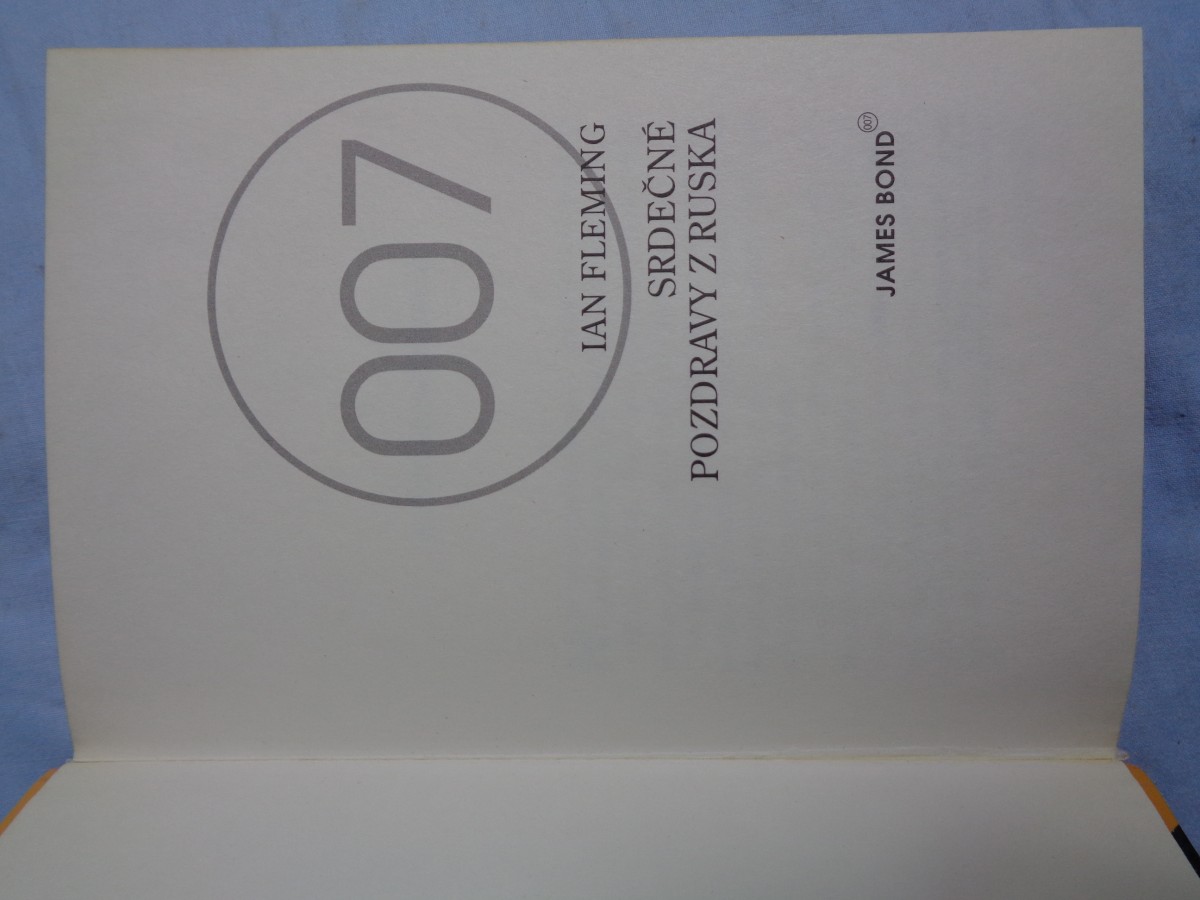 007
IAN FLEMING
SRDEČNÉ
POZDRAVY Z RUSKA
JAMES BOND 007